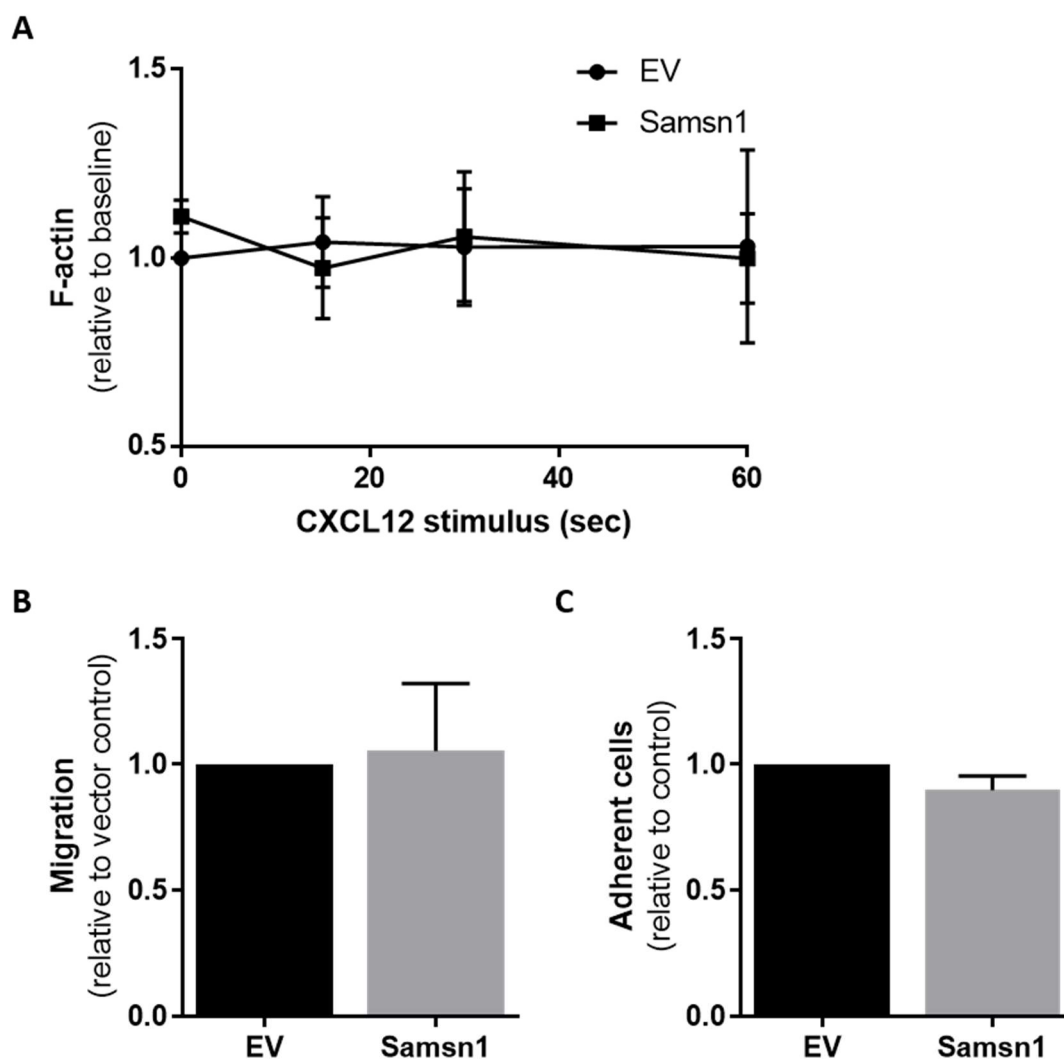 A
1.5
EV
Samsn1
F-actin
(relative to baseline)
1.0
0.5
0
20
40
60
CXCL12 stimulus (sec)
B
1.5
Migration
(relative to vector control)
1.0
0.5
0.0
EV
Samsn1
C
1.5
Adherent cells
(relative to control)
1.0
0.5
0.0
EV
Samsn1